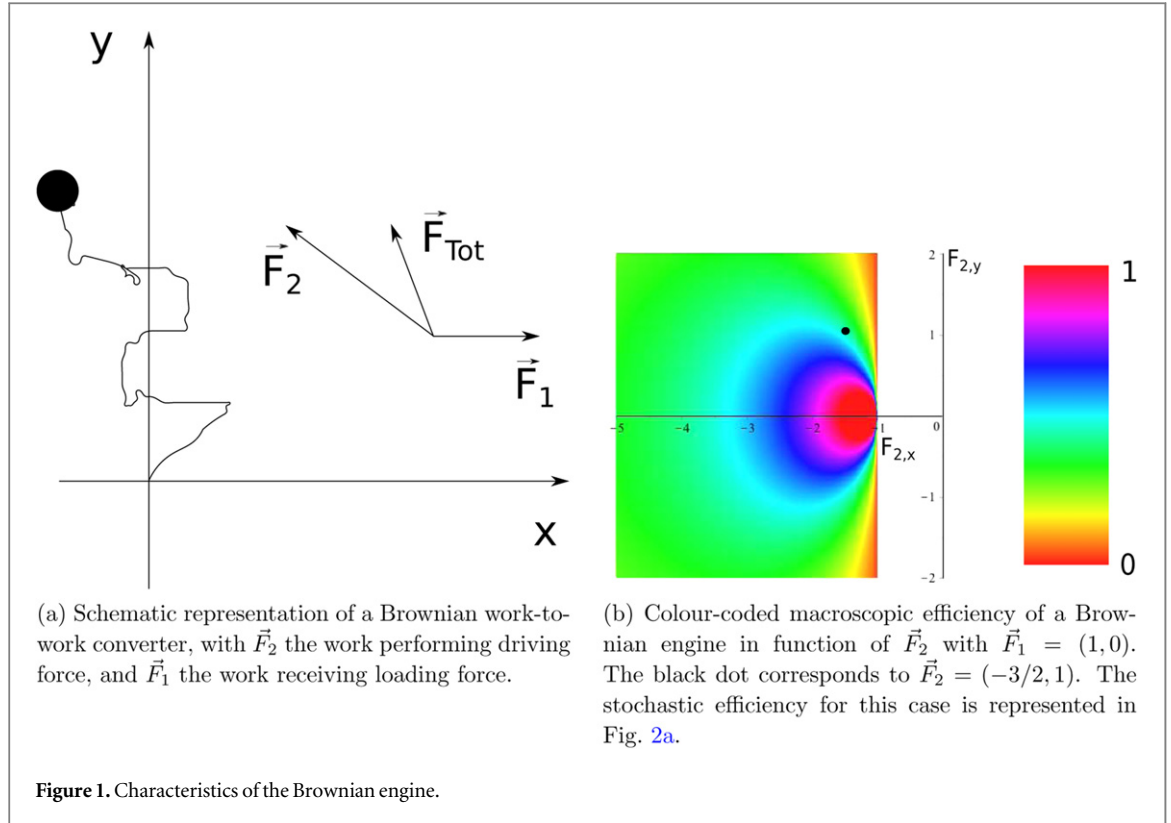 y
F₂
F_Tot
F₁
x
2
F₂,y
1
-5
-4
-3
-2
-1
0
F₂,x
-1
-2
1
0
(a) Schematic representation of a Brownian work-to-
work converter, with F⃗₂ the work performing driving
force, and F⃗₁ the work receiving loading force.
(b) Colour-coded macroscopic efficiency of a Brow-
nian engine in function of F⃗₂ with F⃗₁ = (1, 0).
The black dot corresponds to F⃗₂ = (−3/2, 1). The
stochastic efficiency for this case is represented in
Fig. 2a.
Figure 1. Characteristics of the Brownian engine.